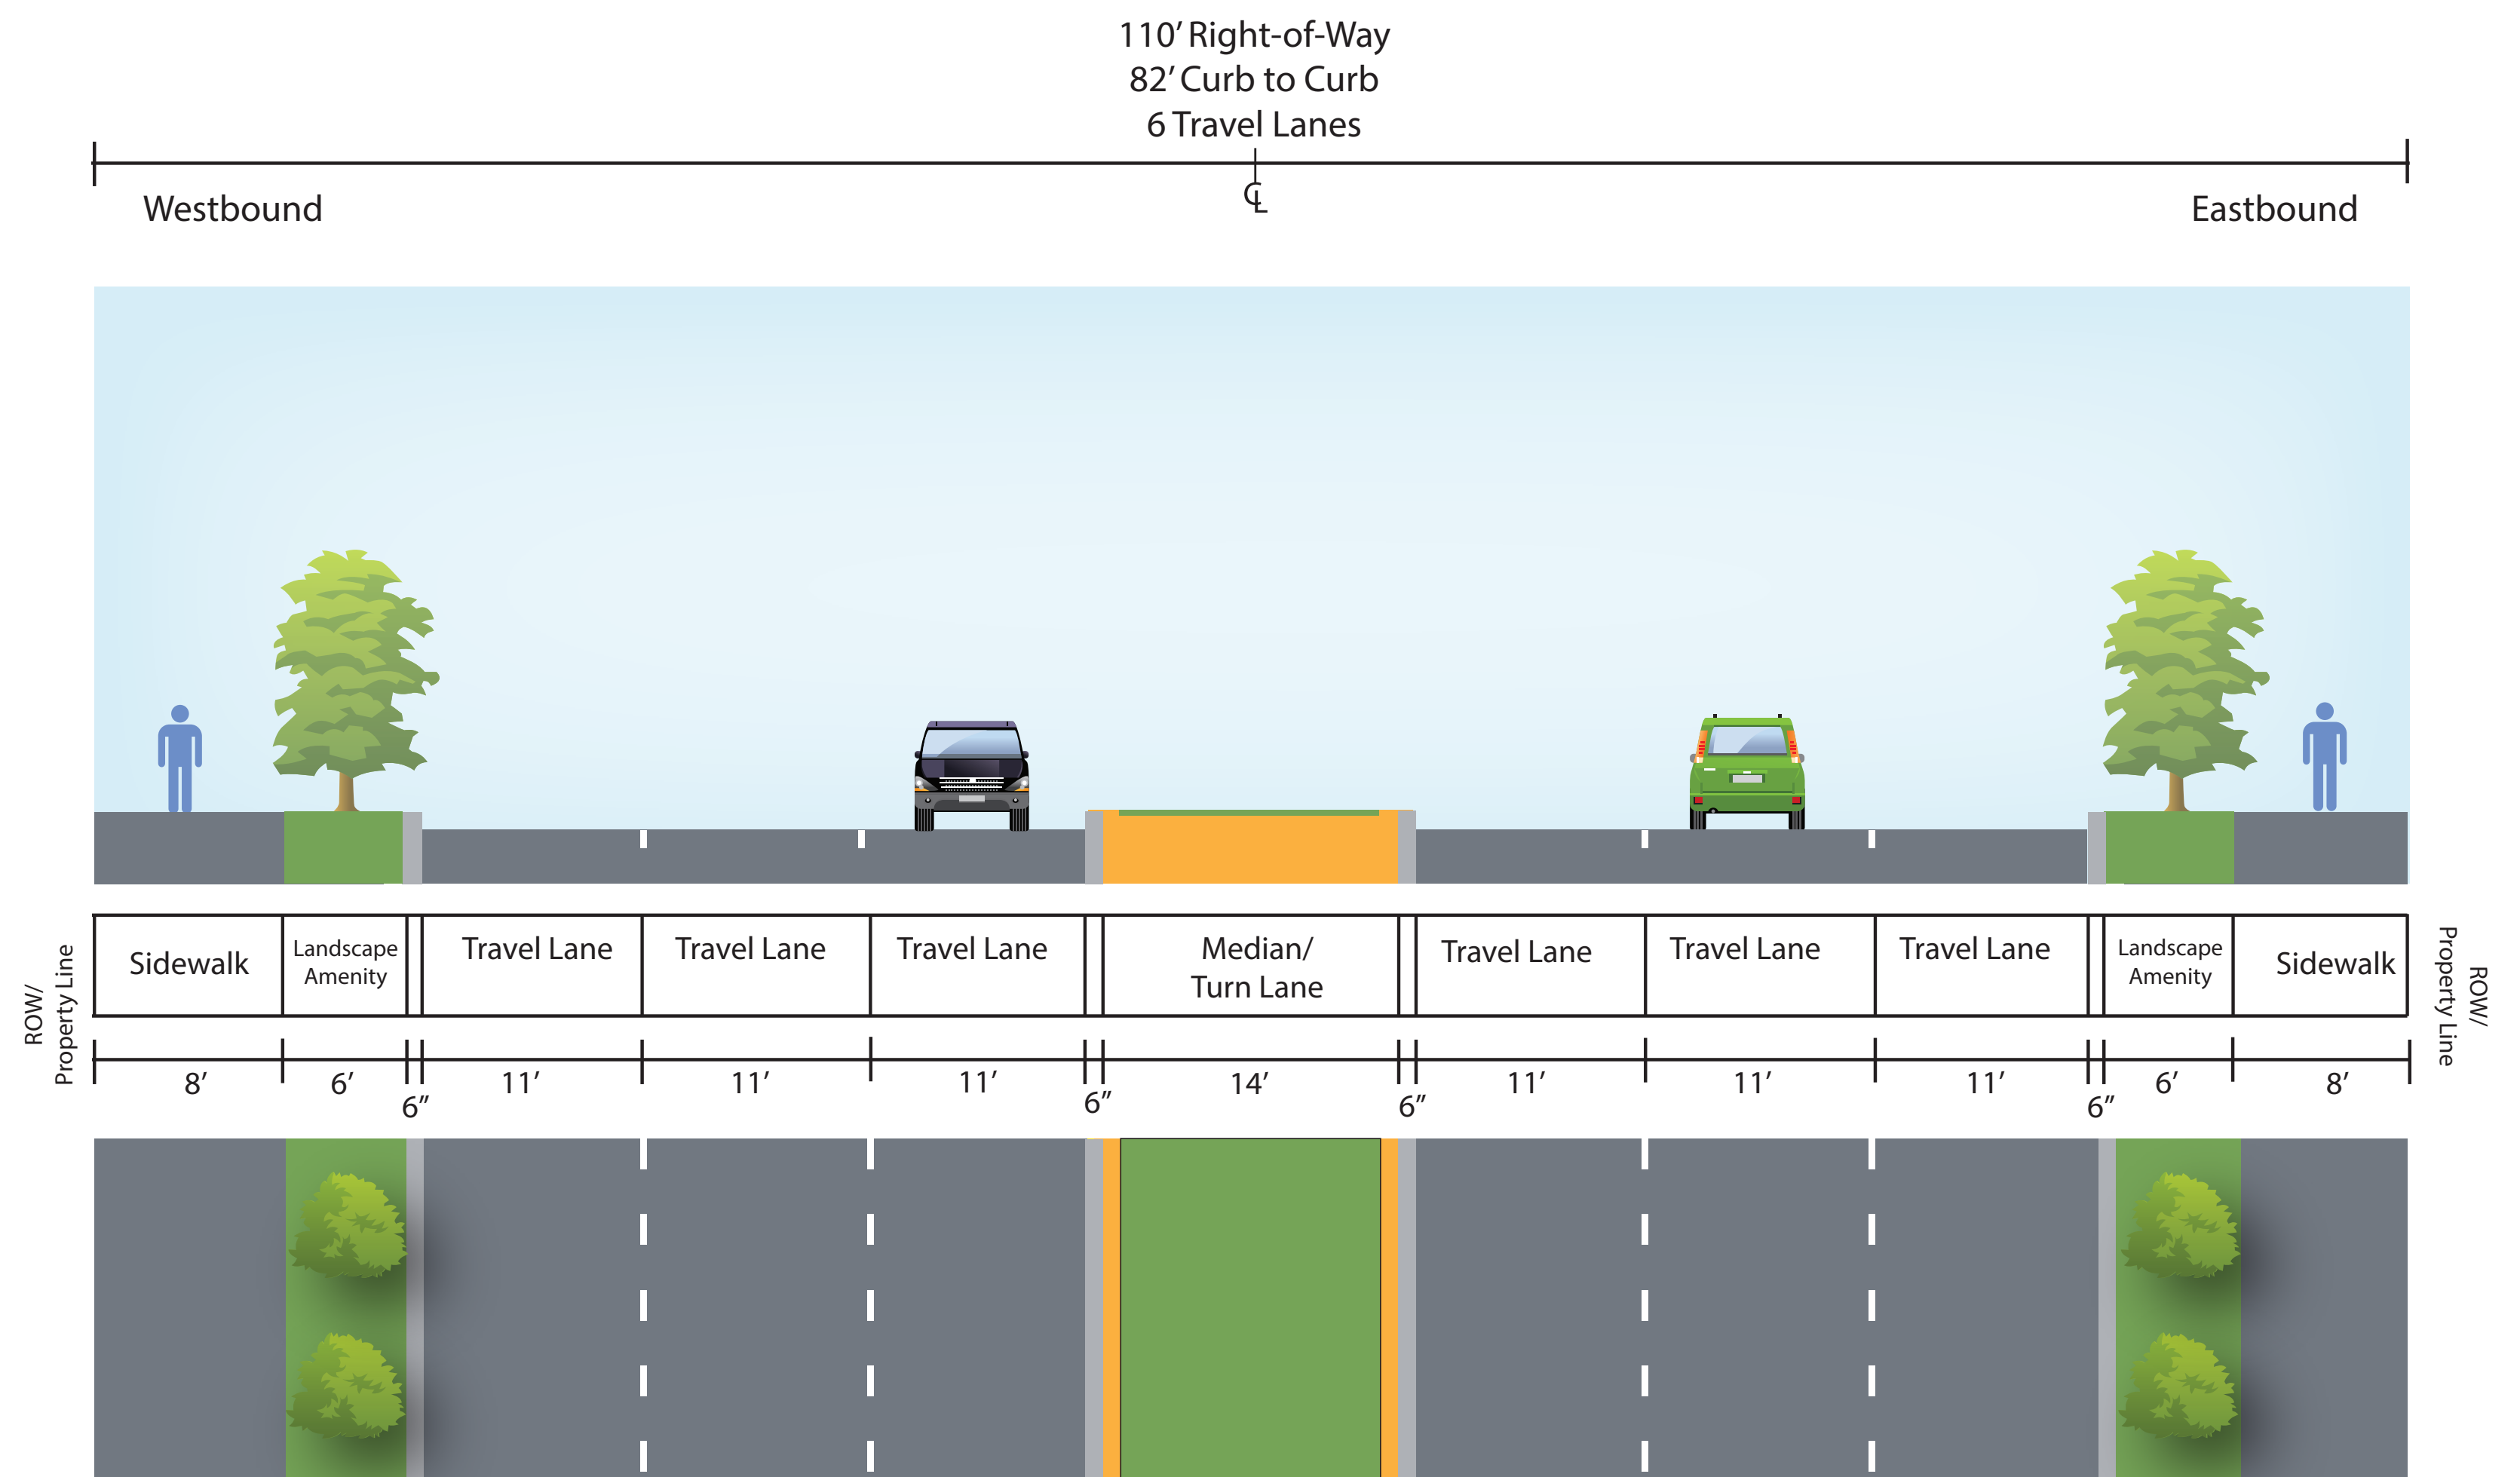 110’ Right-of-Way
82’ Curb to Curb
6 Travel Lanes
℄
Westbound
Eastbound
ROW/
Property Line
Sidewalk
Landscape
Amenity
Travel Lane
Travel Lane
Travel Lane
Median/
Turn Lane
Travel Lane
Travel Lane
Travel Lane
Landscape
Amenity
Sidewalk
ROW/
Property Line
8’
6’
6”
11’
11’
11’
6”
14’
6”
11’
11’
11’
6”
6’
8’